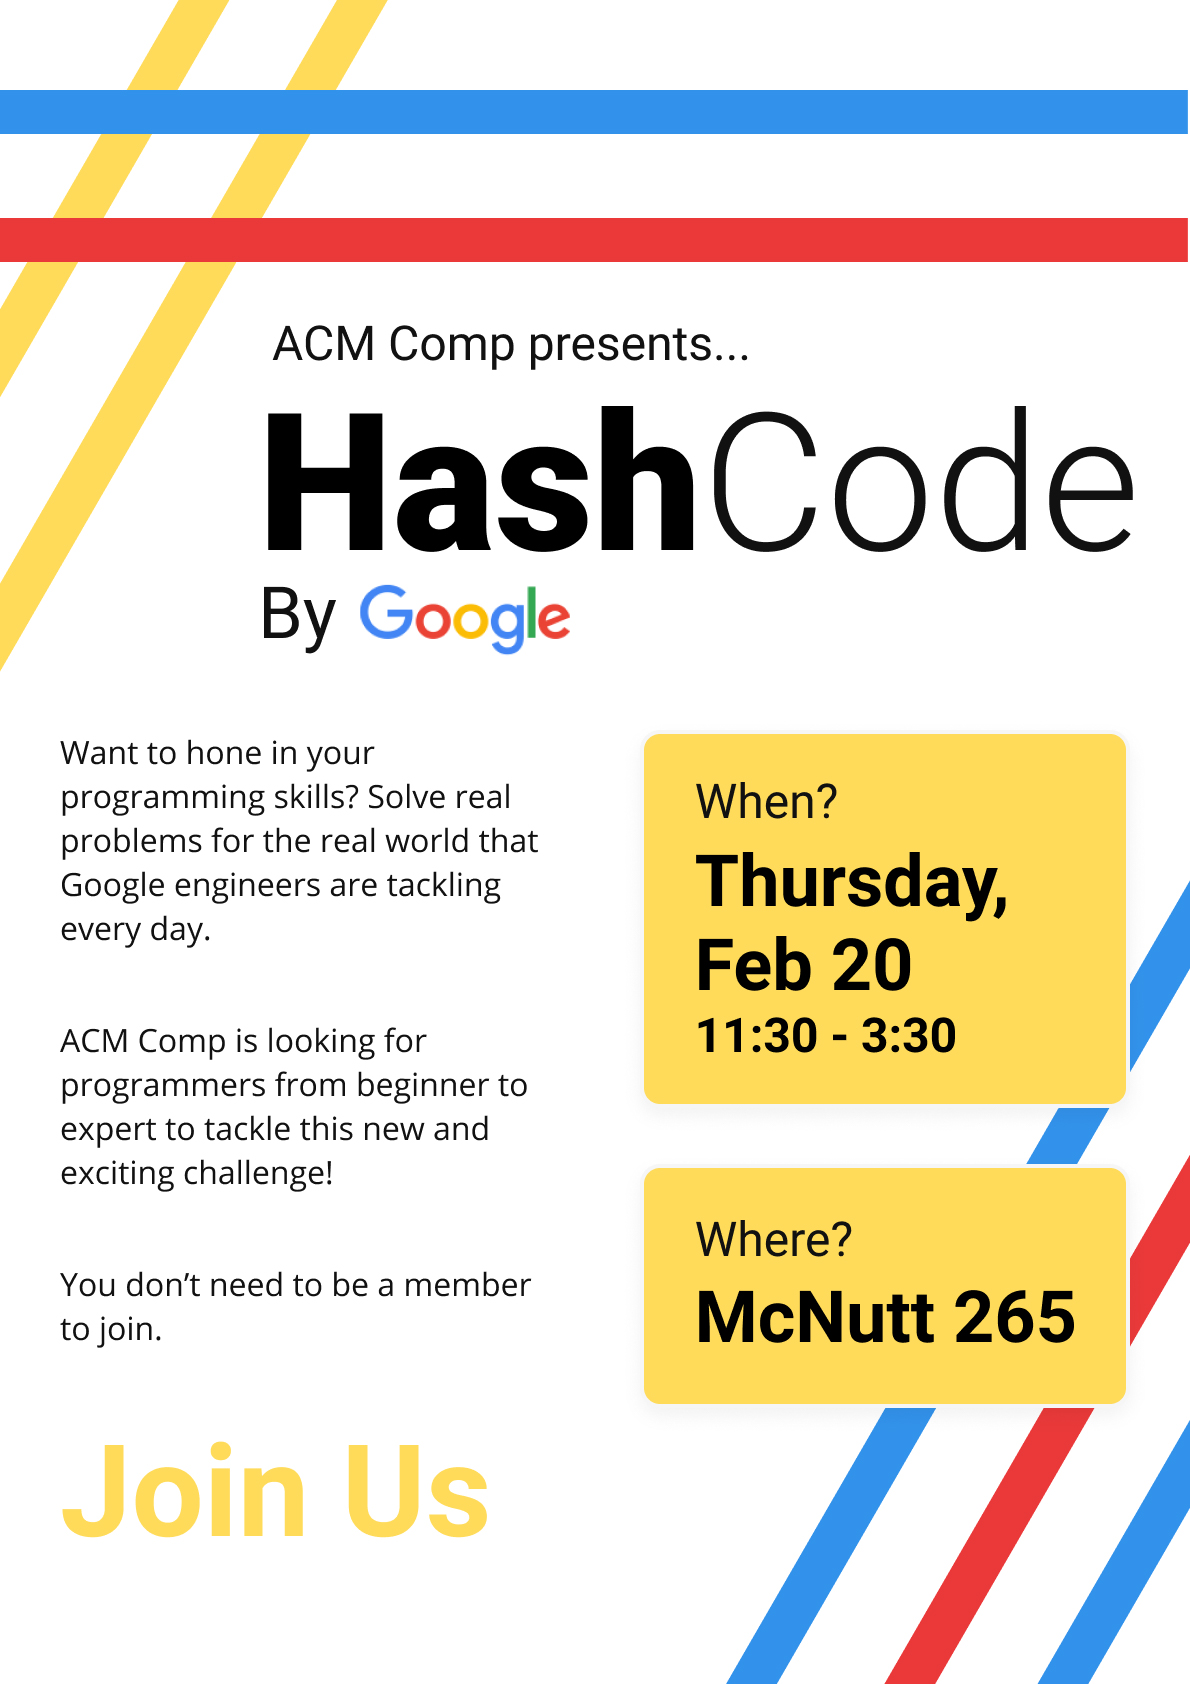 ACM Comp presents...
HashCode
By Google
Want to hone in your
programming skills? Solve real
problems for the real world that
Google engineers are tackling
every day.
ACM Comp is looking for
programmers from beginner to
expert to tackle this new and
exciting challenge!
You don’t need to be a member
to join.
Join Us
When?
Thursday,
Feb 20
11:30 - 3:30
Where?
McNutt 265